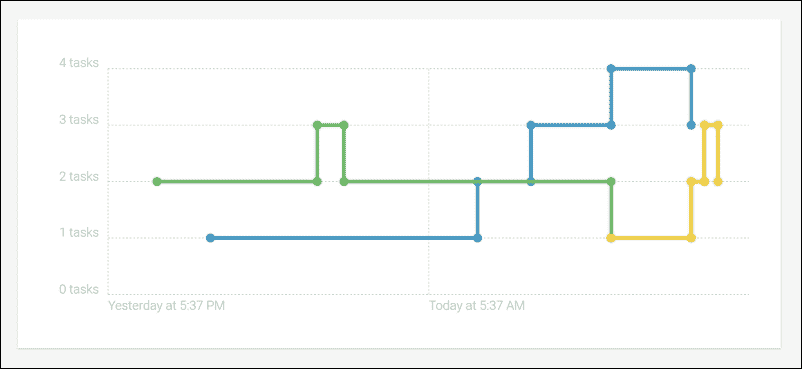 4 tasks
3 tasks
2 tasks
1 tasks
0 tasks
Yesterday at 5:37 PM
Today at 5:37 AM